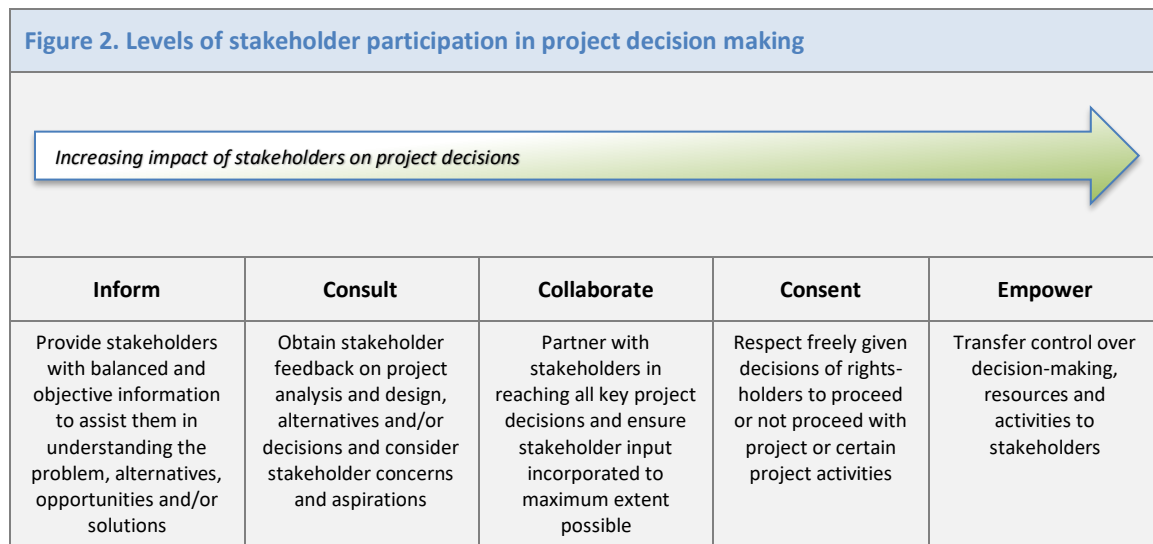 Figure 2. Levels of stakeholder participation in project decision making
Increasing impact of stakeholders on project decisions
Inform
Provide stakeholders
with balanced and
objective information
to assist them in
understanding the
problem, alternatives,
opportunities and/or
solutions
Consult
Obtain stakeholder
feedback on project
analysis and design,
alternatives and/or
decisions and consider
stakeholder concerns
and aspirations
Collaborate
Partner with
stakeholders in
reaching all key project
decisions and ensure
stakeholder input
incorporated to
maximum extent
possible
Consent
Respect freely given
decisions of rights-
holders to proceed
or not proceed with
project or certain
project activities
Empower
Transfer control over
decision-making,
resources and
activities to
stakeholders